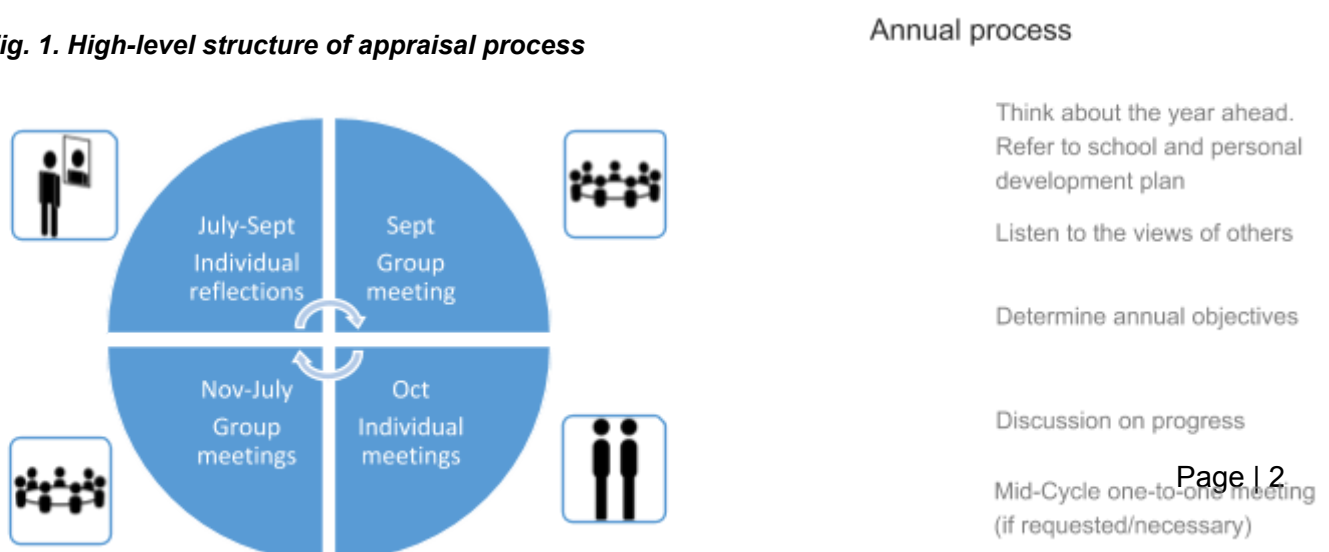 ig. 1. High-level structure of appraisal process
July-Sept
Individual
reflections
Sept
Group
meeting
Nov-July
Group
meetings
Oct
Individual
meetings
Annual process
Think about the year ahead.
Refer to school and personal
development plan
Listen to the views of others
Determine annual objectives
Discussion on progress
Mid-Cycle one-to-one meeting
(if requested/necessary)
Page | 2